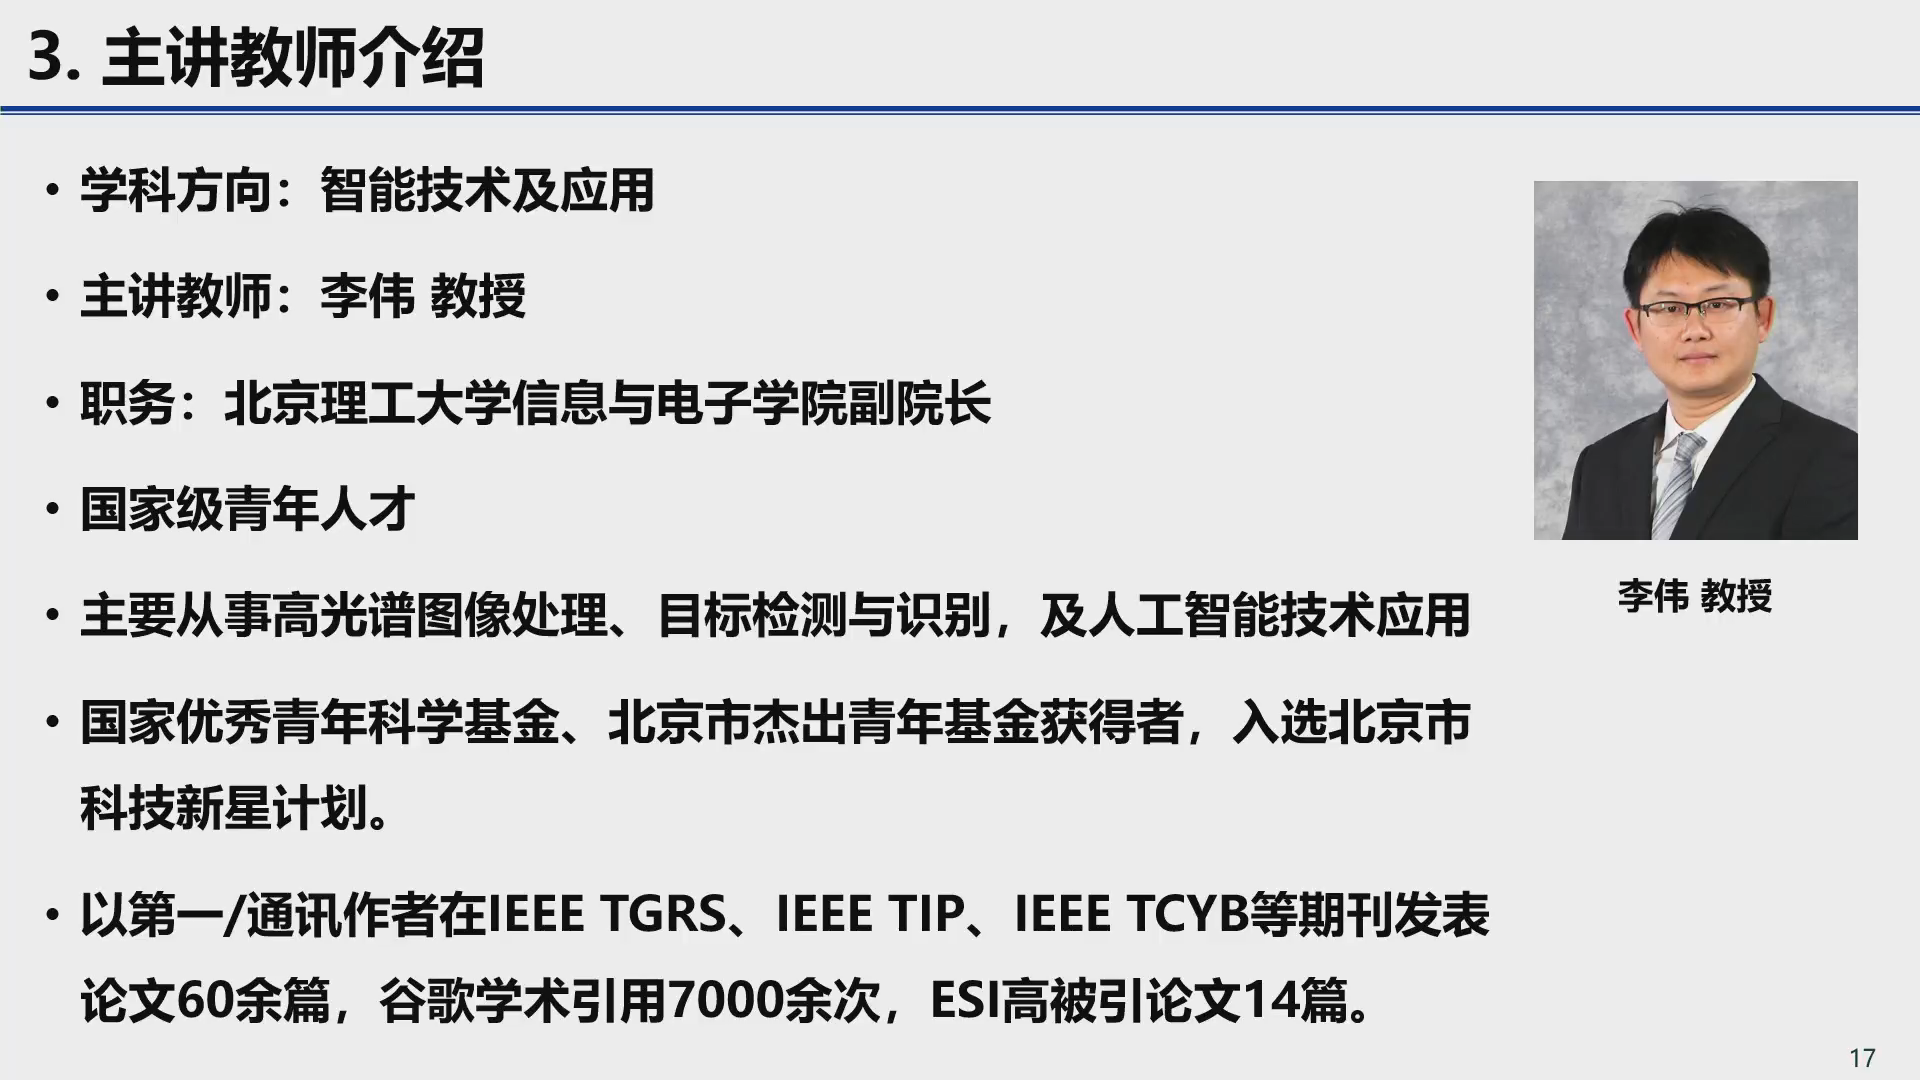 3. 主讲教师介绍
• 学科方向：智能技术及应用
• 主讲教师：李伟 教授
• 职务：北京理工大学信息与电子学院副院长
• 国家级青年人才
• 主要从事高光谱图像处理、目标检测与识别，及人工智能技术应用
• 国家优秀青年科学基金、北京市杰出青年基金获得者，入选北京市
科技新星计划。
• 以第一/通讯作者在IEEE TGRS、IEEE TIP、IEEE TCYB等期刊发表
论文60余篇，谷歌学术引用7000余次，ESI高被引论文14篇。
李伟 教授
17